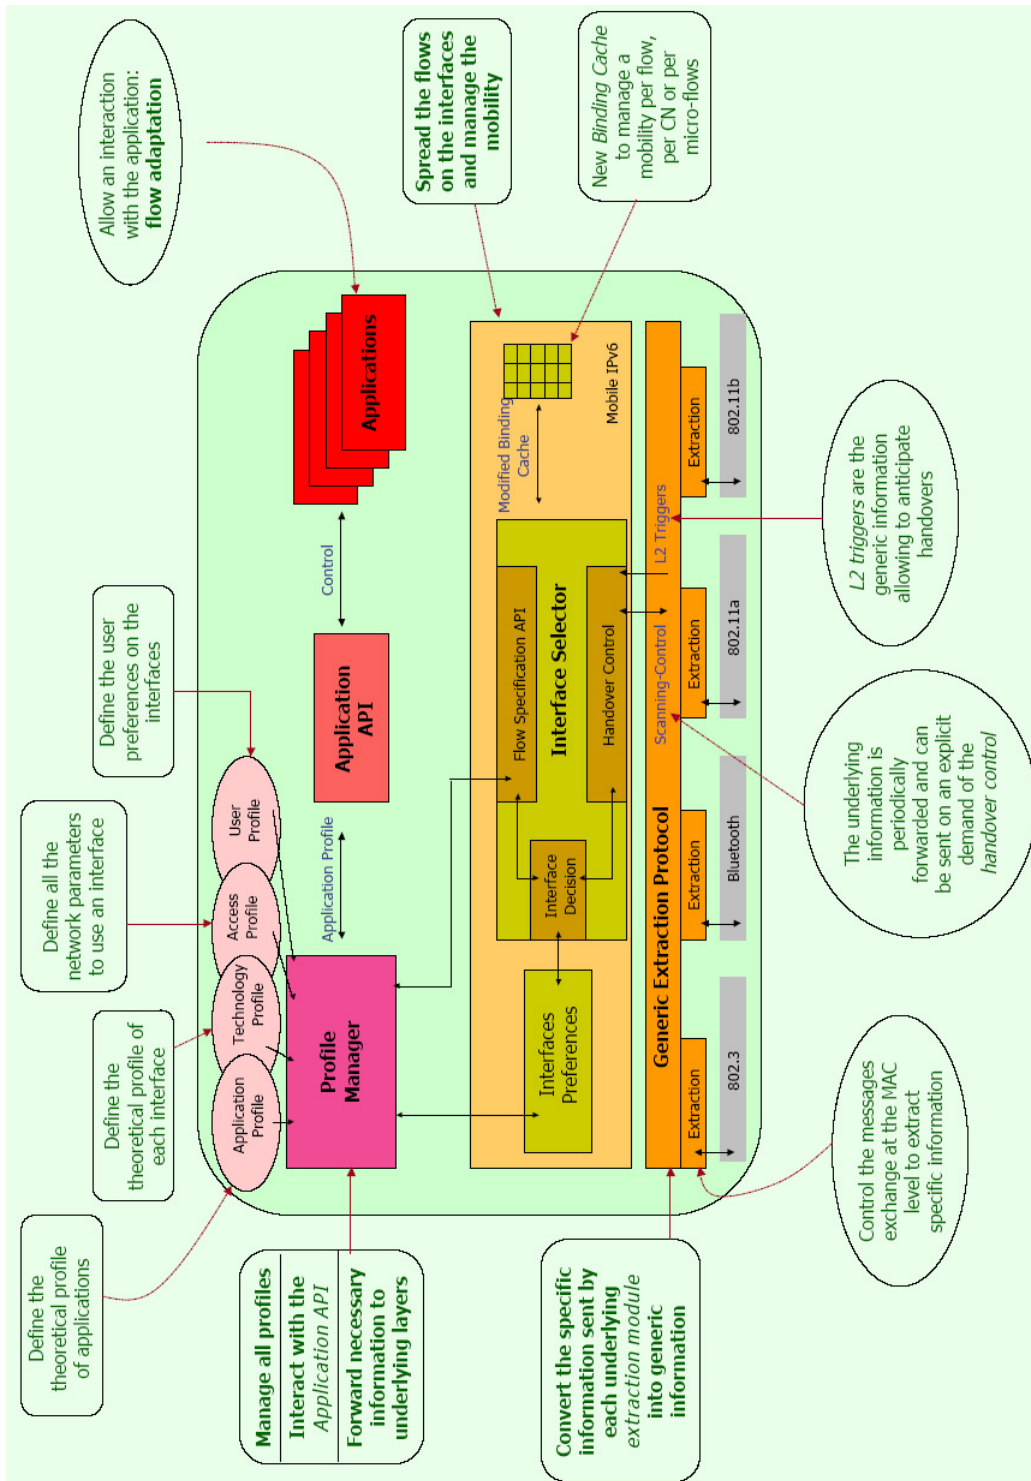 Define the
theoretical profile
of applications
Define the
theoretical profile of
each interface
Define all the
network parameters
to use an interface
Define the user
preferences on the
interfaces
Allow an interaction
with the application:
flow adaptation
Manage all profiles
Interact with the
Application API
Forward necessary
information to
underlying layers
Application
Profile
Technology
Profile
Access
Profile
User
Profile
Profile
Manager
Application Profile
Application
API
Control
Applications
Spread the flows
on the interfaces
and manage the
mobility
New Binding Cache
to manage a
mobility per flow,
per CN or per
micro-flows
Interfaces
Preferences
Interface
Decision
Flow Specification API
Interface Selector
Handover Control
Modified Binding
Cache
Mobile IPv6
Convert the specific
information sent by
each underlying
extraction module
into generic
information
Generic Extraction Protocol
Scanning-Control
L2 Triggers
Extraction
Extraction
Extraction
Extraction
802.3
Bluetooth
802.11a
802.11b
Control the messages
exchange at the MAC
level to extract
specific information
The underlying
information is
periodically
forwarded and can
be sent on an explicit
demand of the
handover control
L2 triggers are the
generic information
allowing to anticipate
handovers